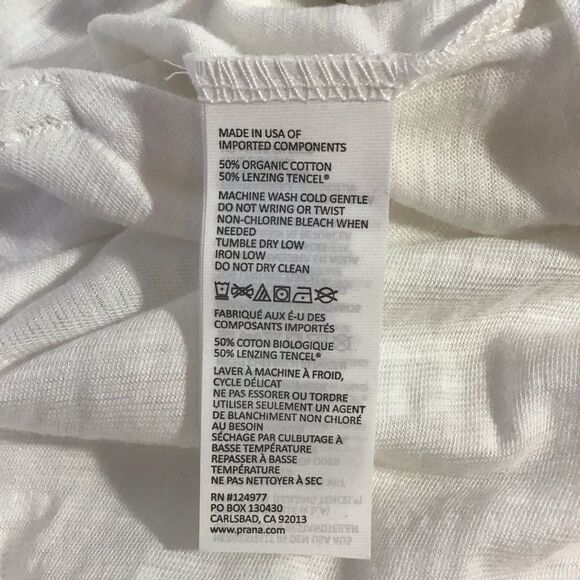 MADE IN USA OF
IMPORTED COMPONENTS
50% ORGANIC COTTON
50% LENZING TENCEL®
MACHINE WASH COLD GENTLE
DO NOT WRING OR TWIST
NON-CHLORINE BLEACH WHEN
NEEDED
TUMBLE DRY LOW
IRON LOW
DO NOT DRY CLEAN
FABRIQUÉ AUX É-U DES
COMPOSANTS IMPORTÉS
50% COTON BIOLOGIQUE
50% LENZING TENCEL®
LAVER À MACHINE À FROID,
CYCLE DÉLICAT
NE PAS ESSORER OU TORDRE
UTILISER SEULEMENT UN AGENT
DE BLANCHIMENT NON CHLORÉ
AU BESOIN
SÉCHAGE PAR CULBUTAGE À
BASSE TEMPÉRATURE
REPASSER À BASSE
TEMPÉRATURE
NE PAS NETTOYER À SEC
RN #124977
PO BOX 130430
CARLSBAD, CA 92013
www.prana.com